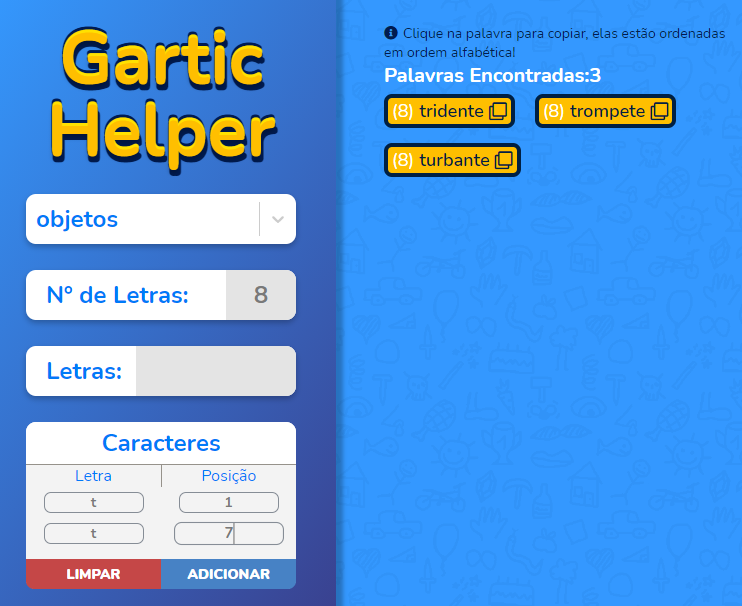 Gartic
Helper
objetos
Nº de Letras: 8
Letras:
Caracteres
Letra Posição
t 1
t 7
LIMPAR ADICIONAR
Clique na palavra para copiar, elas estão ordenadas
em ordem alfabética!
Palavras Encontradas:3
(8) tridente
(8) trompete
(8) turbante